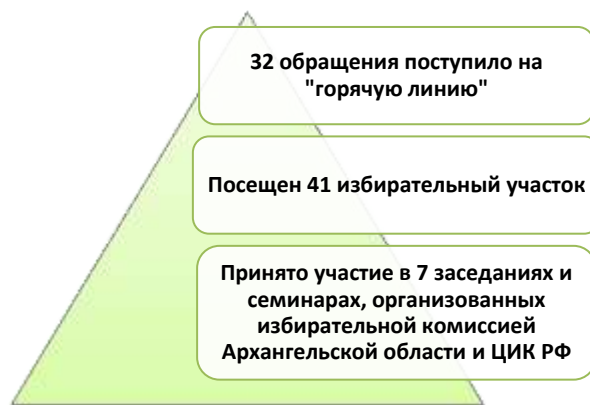 32 обращения поступило на
"горячую линию"
Посещен 41 избирательный участок
Принято участие в 7 заседаниях и
семинарах, организованных
избирательной комиссией
Архангельской области и ЦИК РФ